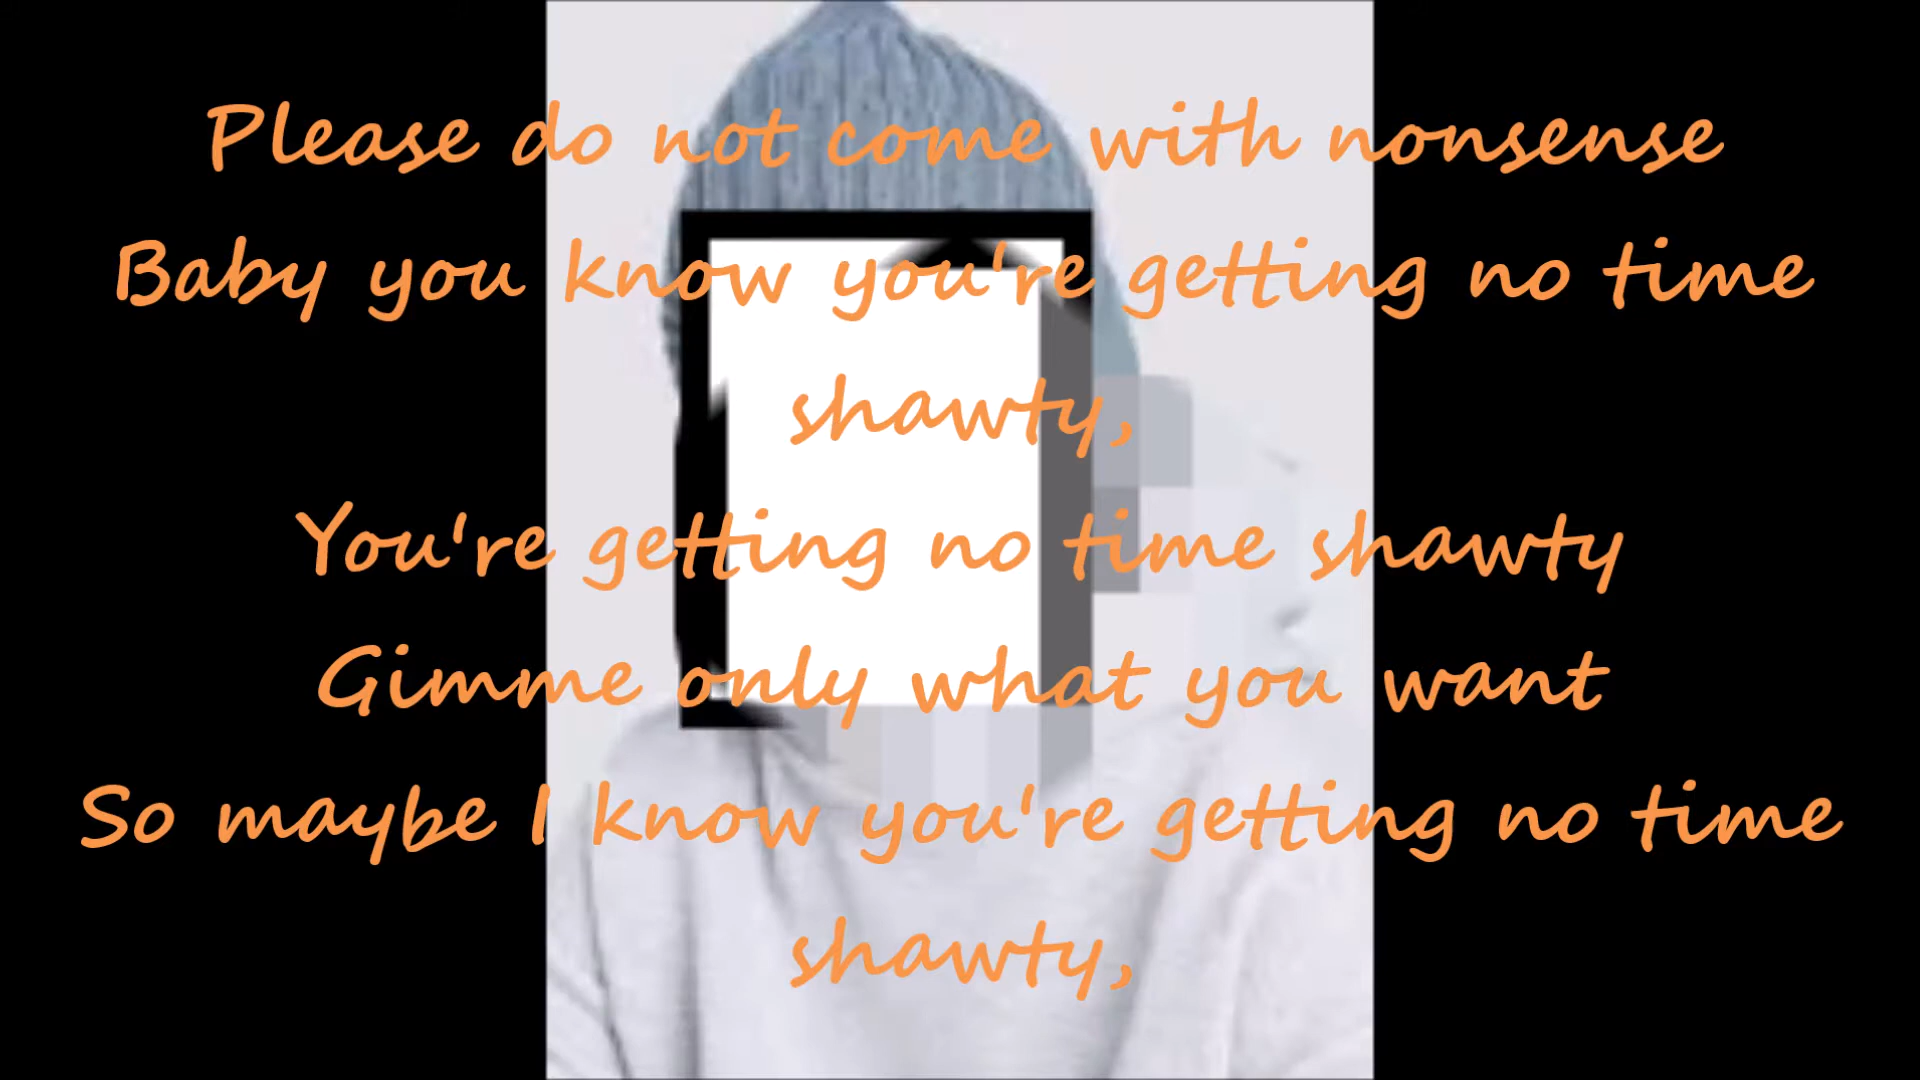 Please do not come with nonsense
Baby you know you're getting no time
shawty,
You're getting no time shawty
Gimme only what you want
So maybe I know you're getting no time
shawty,